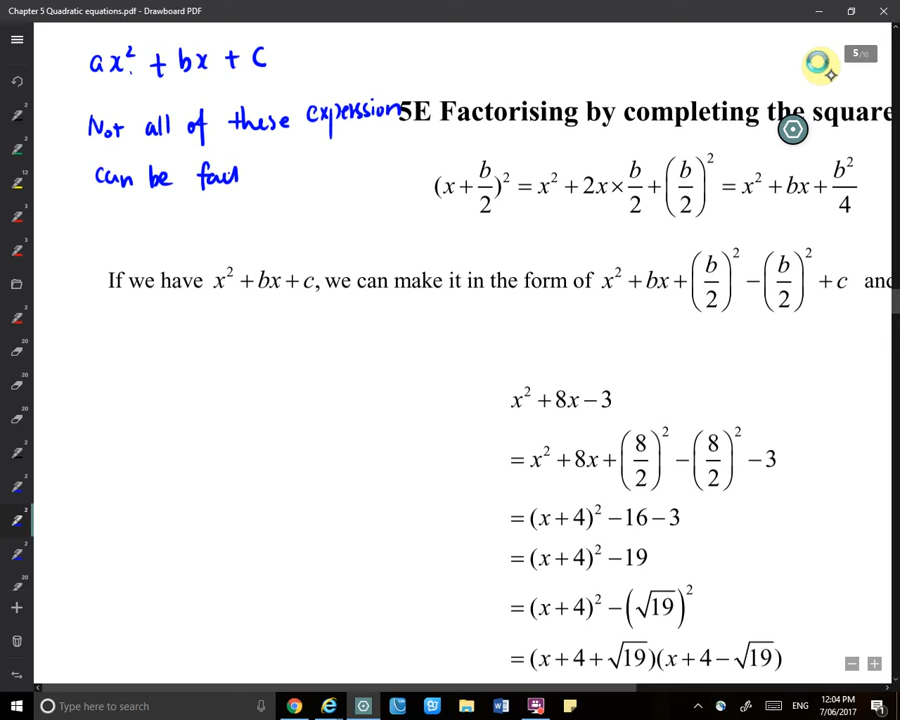 Chapter 5 Quadratic equations.pdf - Drawboard PDF
5/10
ax² + bx + c
Not all of these experssion
can be fau
5E Factorising by completing the square
(x + b/2)² = x² + 2x × b/2 + (b/2)² = x² + bx + b²/4
If we have x² + bx + c, we can make it in the form of x² + bx + (b/2)² − (b/2)² + c and
x² + 8x − 3
= x² + 8x + (8/2)² − (8/2)² − 3
= (x + 4)² − 16 − 3
= (x + 4)² − 19
= (x + 4)² − (√19)²
= (x + 4 + √19)(x + 4 − √19)
Type here to search
ENG
12:04 PM
7/06/2017